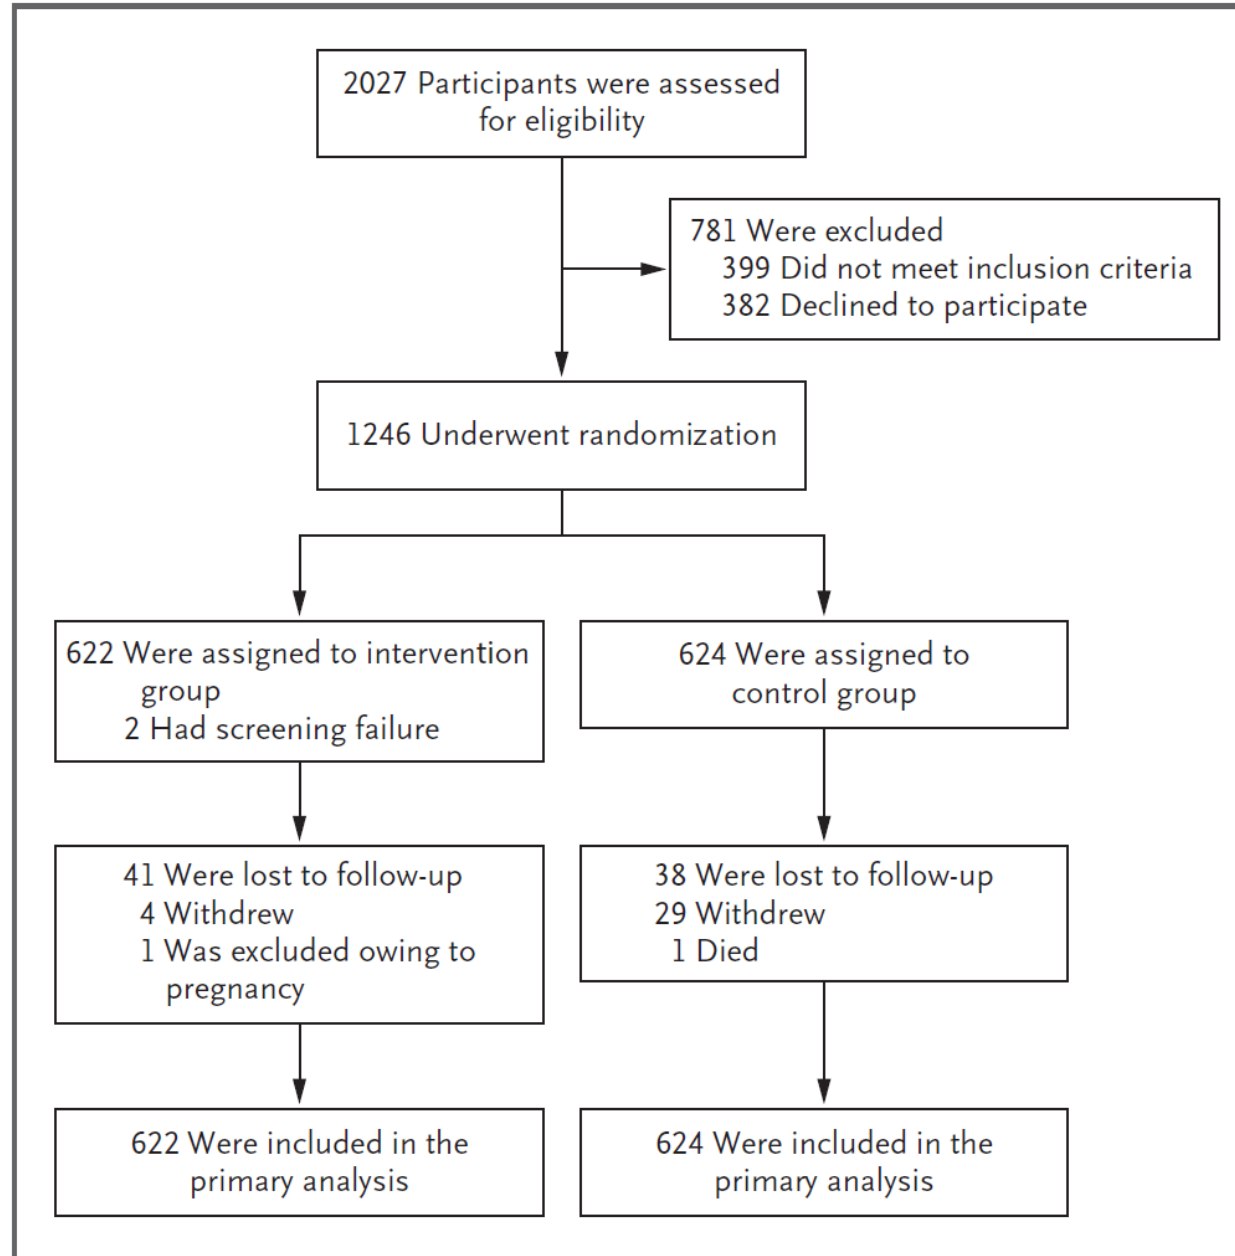 2027 Participants were assessed
for eligibility
781 Were excluded
399 Did not meet inclusion criteria
382 Declined to participate
1246 Underwent randomization
622 Were assigned to intervention
group
2 Had screening failure
624 Were assigned to
control group
41 Were lost to follow-up
4 Withdrew
1 Was excluded owing to
pregnancy
38 Were lost to follow-up
29 Withdrew
1 Died
622 Were included in the
primary analysis
624 Were included in the
primary analysis